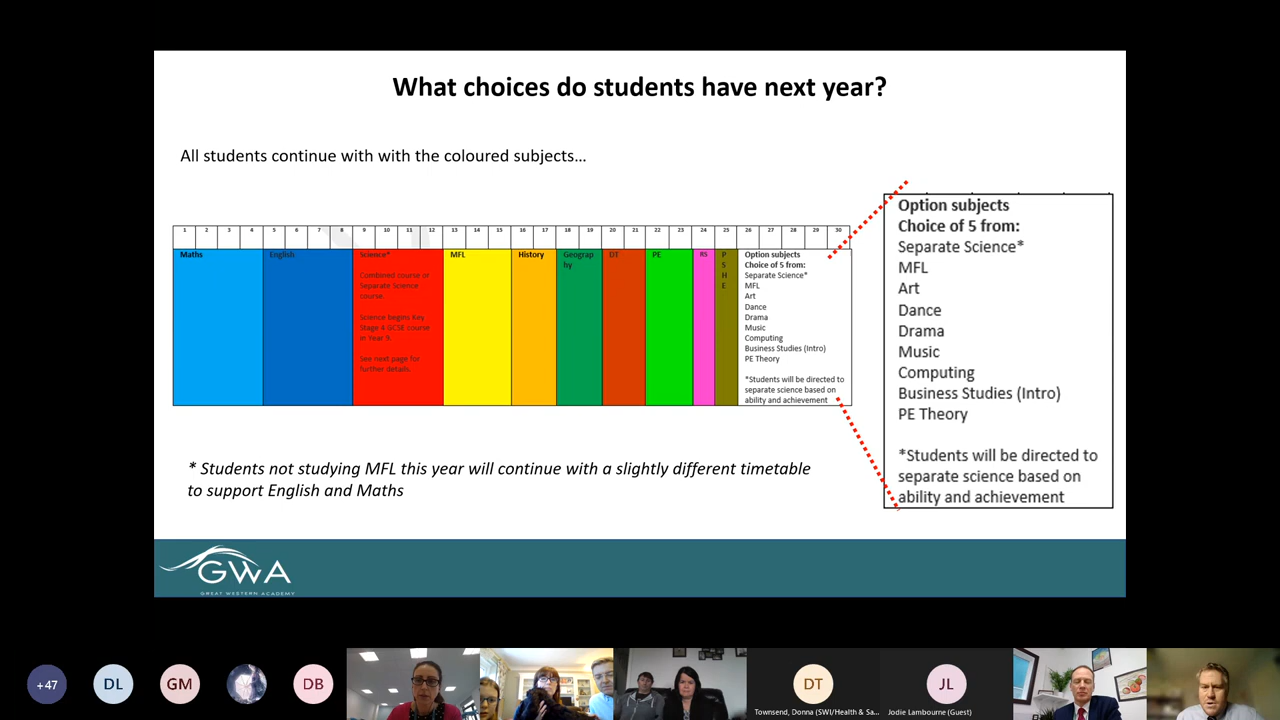 What choices do students have next year?
All students continue with with the coloured subjects...
1 2 3 4 5 6 7 8 9 10 11 12 13 14 15 16 17 18 19 20 21 22 23 24 25 26 27 28 29 30
Maths
English
Science*
Combined course or
Separate Science
course.
Science begins Key
Stage 4 GCSE course
in Year 9.
See next page for
further details.
MFL
History
Geograp
hy
DT
PE
RS
P
S
H
E
Option subjects
Choice of 5 from:
Separate Science*
MFL
Art
Dance
Drama
Music
Computing
Business Studies (Intro)
PE Theory
*Students will be directed to
separate science based on
ability and achievement
Option subjects
Choice of 5 from:
Separate Science*
MFL
Art
Dance
Drama
Music
Computing
Business Studies (Intro)
PE Theory
*Students will be directed to
separate science based on
ability and achievement
* Students not studying MFL this year will continue with a slightly different timetable
to support English and Maths
GWA
GREAT WESTERN ACADEMY
+47
DL
GM
DB
DT
Townsend, Donna (SWI/Health & Sa...
JL
Jodie Lambourne (Guest)